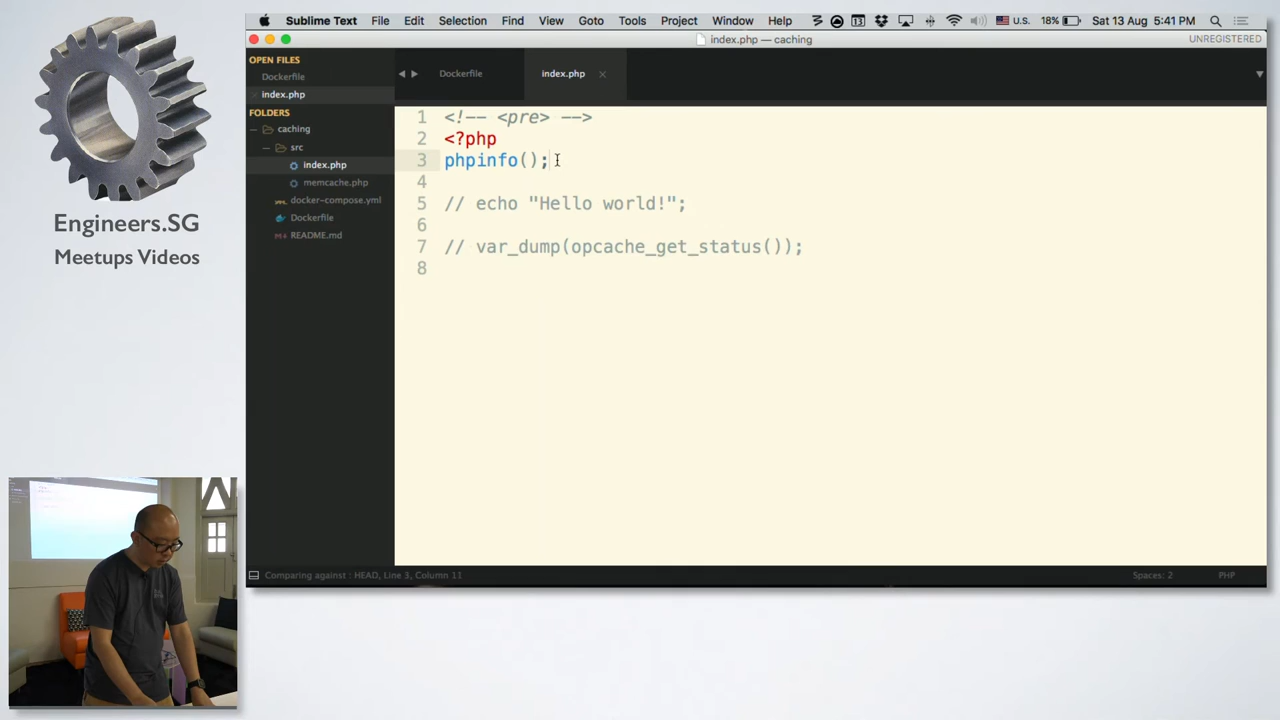 Engineers.SG
Meetups Videos
Sublime Text File Edit Selection Find View Goto Tools Project Window Help 13 U.S. 18% Sat 13 Aug 5:41 PM
index.php — caching
UNREGISTERED
OPEN FILES
Dockerfile
index.php
FOLDERS
caching
src
index.php
memcache.php
docker-compose.yml
Dockerfile
README.md
Dockerfile
index.php
1 <!-- <pre> -->
2 <?php
3 phpinfo();
4
5 // echo "Hello world!";
6
7 // var_dump(opcache_get_status());
8
Comparing against : HEAD, Line 3, Column 11
Spaces: 2
PHP